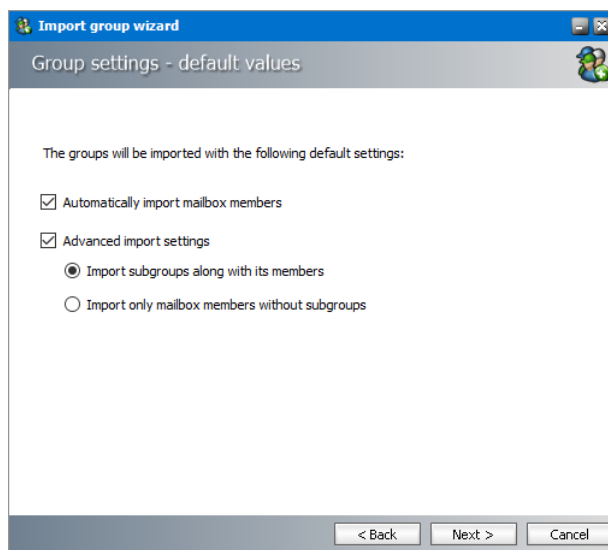 Import group wizard
Group settings - default values
The groups will be imported with the following default settings:
Automatically import mailbox members
Advanced import settings
Import subgroups along with its members
Import only mailbox members without subgroups
< Back
Next >
Cancel